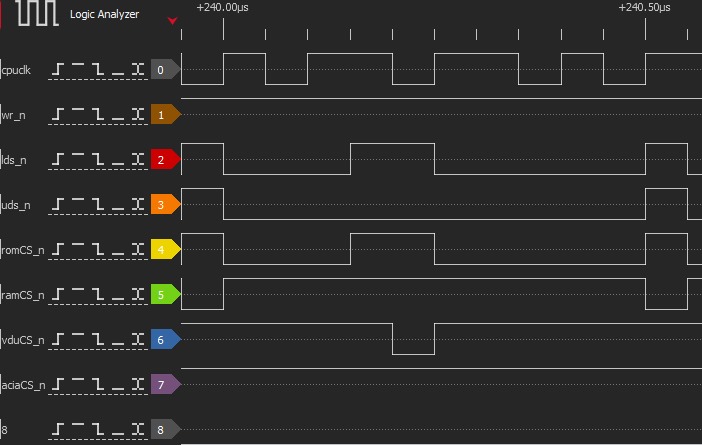 Logic Analyzer
+240.00µs
+240.50µs
cpuclk
0
wr_n
1
lds_n
2
uds_n
3
romCS_n
4
ramCS_n
5
vduCS_n
6
aciaCS_n
7
8
8